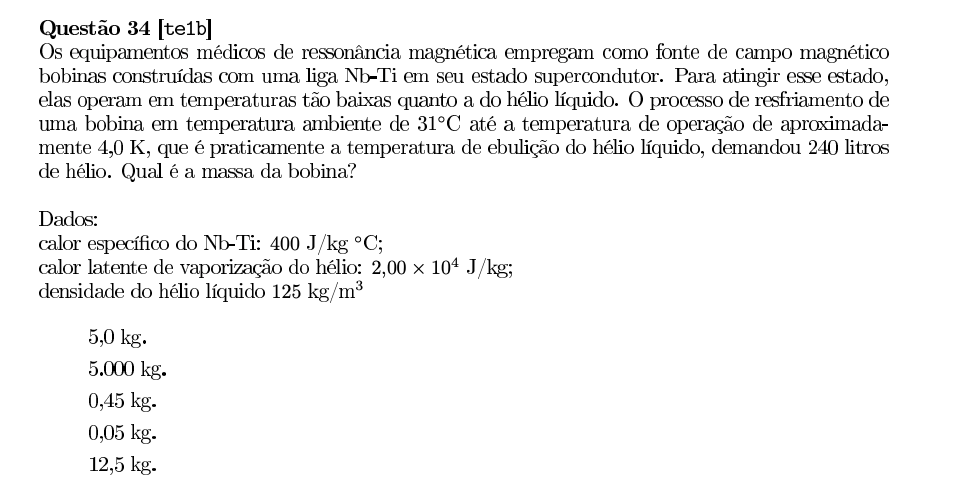 Questão 34 [te1b]
Os equipamentos médicos de ressonância magnética empregam como fonte de campo magnético
bobinas construídas com uma liga Nb-Ti em seu estado supercondutor. Para atingir esse estado,
elas operam em temperaturas tão baixas quanto a do hélio líquido. O processo de resfriamento de
uma bobina em temperatura ambiente de 31°C até a temperatura de operação de aproximada-
mente 4,0 K, que é praticamente a temperatura de ebulição do hélio líquido, demandou 240 litros
de hélio. Qual é a massa da bobina?
Dados:
calor específico do Nb-Ti: 400 J/kg °C;
calor latente de vaporização do hélio: 2,00 × 10⁴ J/kg;
densidade do hélio líquido 125 kg/m³
5,0 kg.
5.000 kg.
0,45 kg.
0,05 kg.
12,5 kg.